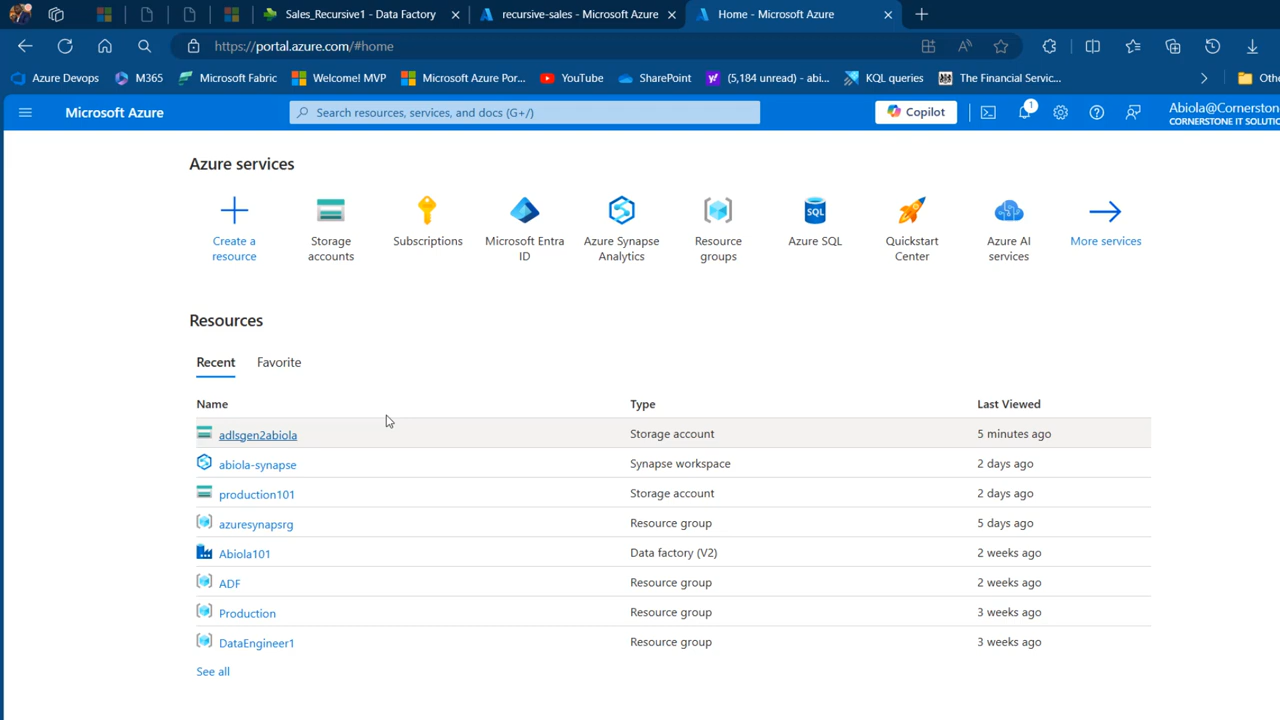 Sales_Recursive1 - Data Factory
recursive-sales - Microsoft Azure
Home - Microsoft Azure
https://portal.azure.com/#home
Azure Devops
M365
Microsoft Fabric
Welcome! MVP
Microsoft Azure Por...
YouTube
SharePoint
(5,184 unread) - abi...
KQL queries
The Financial Servic...
Othe
Microsoft Azure
Search resources, services, and docs (G+/)
Copilot
1
Abiola@Cornerstone
CORNERSTONE IT SOLUTIO
Azure services
Create a resource
Storage accounts
Subscriptions
Microsoft Entra ID
Azure Synapse Analytics
Resource groups
SQL
Azure SQL
Quickstart Center
Azure AI services
More services
Resources
Recent Favorite
Name Type Last Viewed
adlsgen2abiola Storage account 5 minutes ago
abiola-synapse Synapse workspace 2 days ago
production101 Storage account 2 days ago
azuresynapsrg Resource group 5 days ago
Abiola101 Data factory (V2) 2 weeks ago
ADF Resource group 2 weeks ago
Production Resource group 3 weeks ago
DataEngineer1 Resource group 3 weeks ago
See all